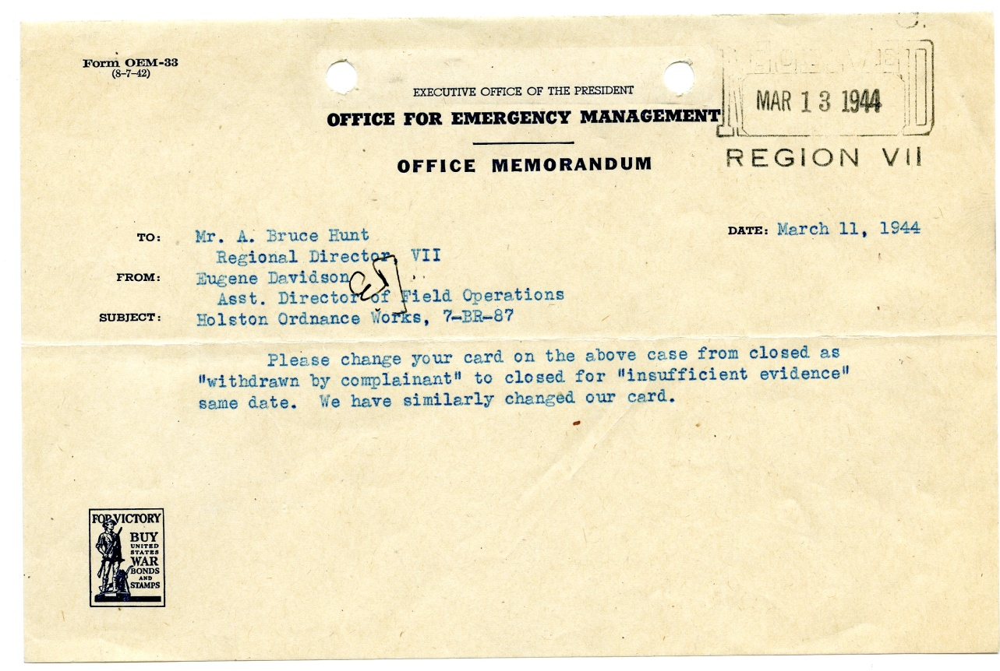 Form OEM-33
(8-7-42)
EXECUTIVE OFFICE OF THE PRESIDENT
OFFICE FOR EMERGENCY MANAGEMENT
OFFICE MEMORANDUM
MAR 13 1944
REGION VII
TO: Mr. A. Bruce Hunt
Regional Director, VII
DATE: March 11, 1944
FROM: Eugene Davidson
Asst. Director of Field Operations
SUBJECT: Holston Ordnance Works, 7-BR-87
Please change your card on the above case from closed as
"withdrawn by complainant" to closed for "insufficient evidence"
same date. We have similarly changed our card.
FOR VICTORY
BUY
UNITED
STATES
WAR
BONDS
AND
STAMPS